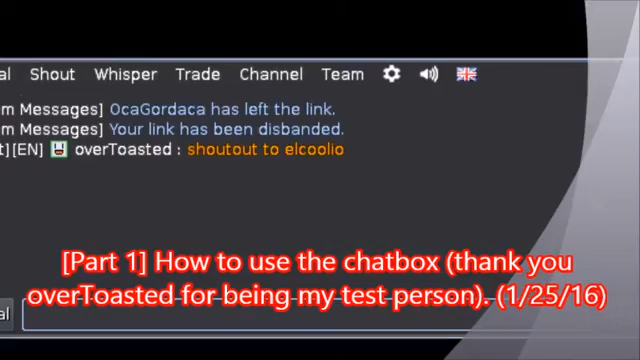 al Shout Whisper Trade Channel Team
m Messages] OcaGordaca has left the link.
m Messages] Your link has been disbanded.
t][EN] overToasted : shoutout to elcoolio
[Part 1] How to use the chatbox (thank you
overToasted for being my test person). (1/25/16)
al